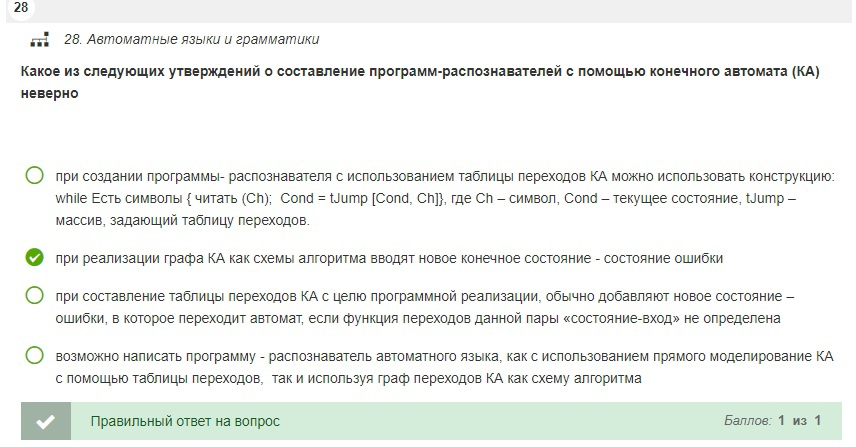 28
28. Автоматные языки и грамматики
Какое из следующих утверждений о составление программ-распознавателей с помощью конечного автомата (КА)
неверно
при создании программы- распознавателя с использованием таблицы переходов КА можно использовать конструкцию:
while Есть символы { читать (Ch);  Cond = tJump [Cond, Ch]}, где Ch – символ, Cond – текущее состояние, tJump –
массив, задающий таблицу переходов.
при реализации графа КА как схемы алгоритма вводят новое конечное состояние - состояние ошибки
при составление таблицы переходов КА с целю программной реализации, обычно добавляют новое состояние –
ошибки, в которое переходит автомат, если функция переходов данной пары «состояние-вход» не определена
возможно написать программу - распознаватель автоматного языка, как с использованием прямого моделирование КА
с помощью таблицы переходов,  так и используя граф переходов КА как схему алгоритма
Правильный ответ на вопрос
Баллов: 1 из 1